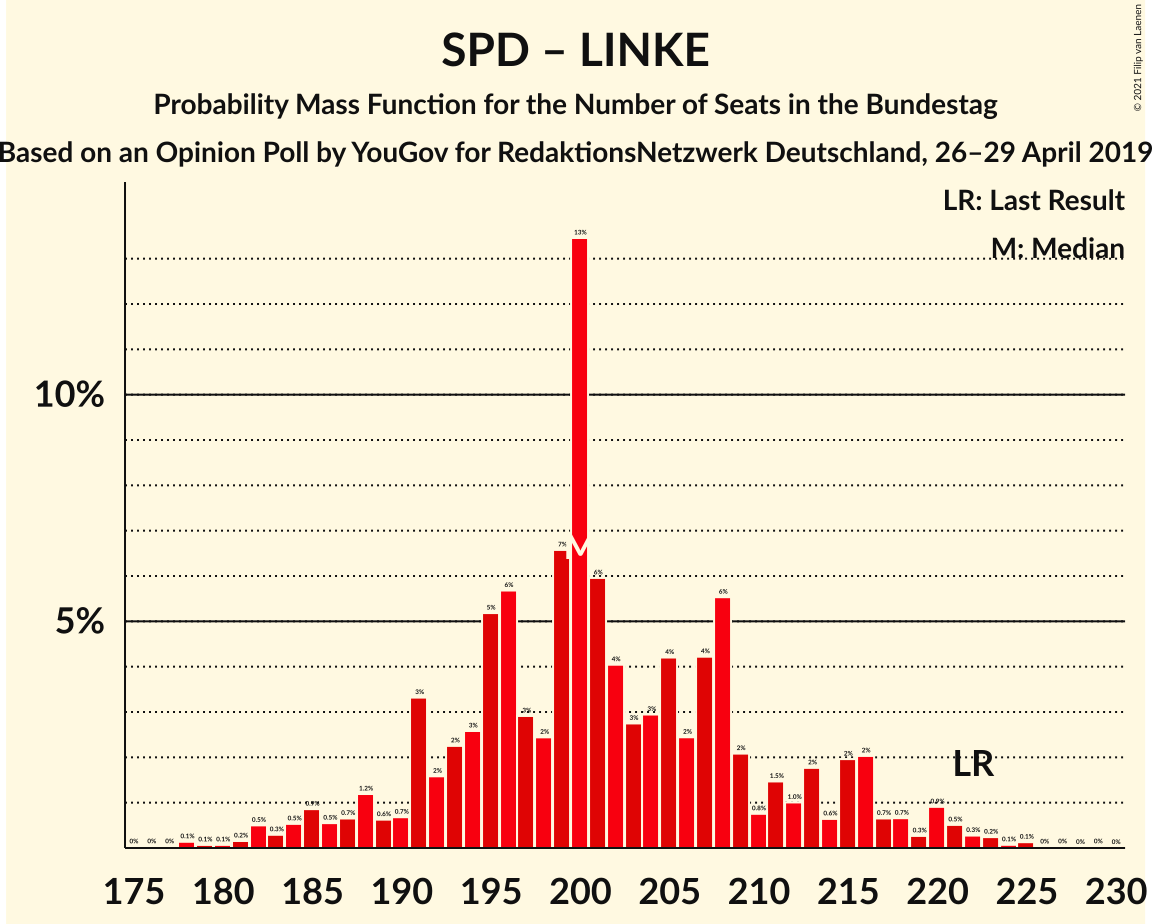 SPD – LINKE
Probability Mass Function for the Number of Seats in the Bundestag
Based on an Opinion Poll by YouGov for RedaktionsNetzwerk Deutschland, 26–29 April 2019
© 2021 Filip van Laenen
LR: Last Result
M: Median
10%
5%
0% 0% 0% 0.1% 0.1% 0.1% 0.2% 0.5% 0.3% 0.5% 0.9% 0.5% 0.7% 1.2% 0.6% 0.7% 3% 2% 2% 3% 5% 6% 3% 2% 7% 13% 6% 4% 3% 3% 4% 2% 4% 6% 2% 0.8% 1.5% 1.0% 2% 0.6% 2% 2% 0.7% 0.7% 0.3% 0.9% 0.5% 0.3% 0.2% 0.1% 0.1% 0% 0% 0% 0% 0%
M
LR
175 180 185 190 195 200 205 210 215 220 225 230